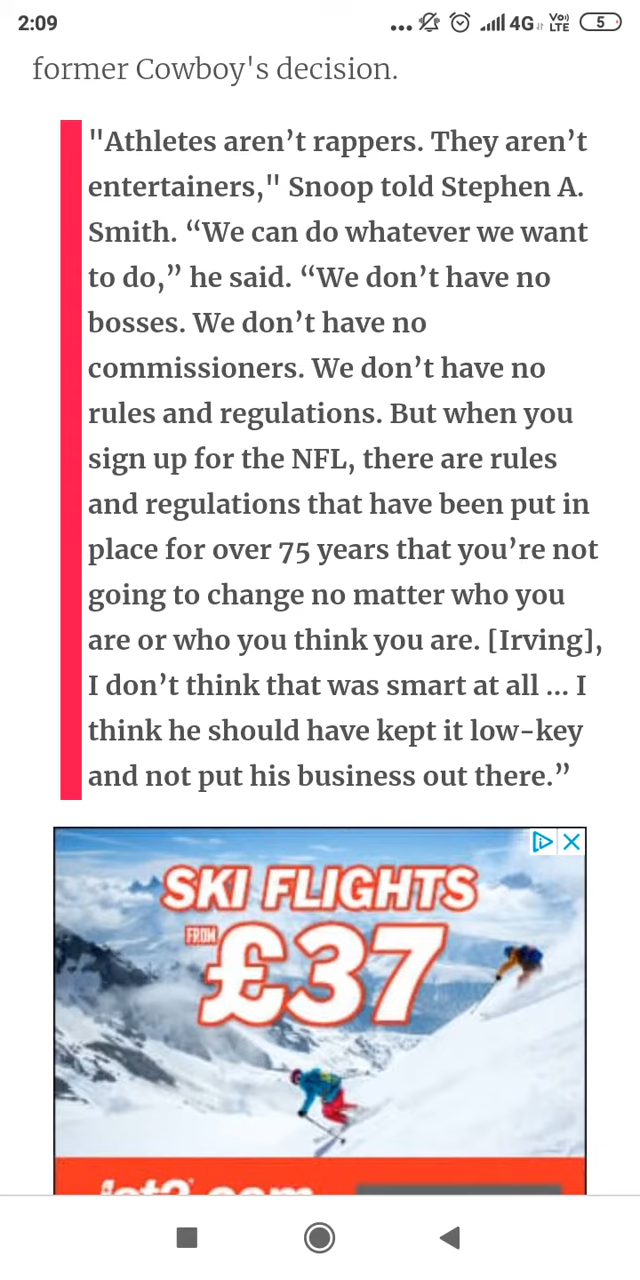 2:09
4G
Vo))
LTE
5
former Cowboy's decision.
"Athletes aren’t rappers. They aren’t
entertainers," Snoop told Stephen A.
Smith. “We can do whatever we want
to do,” he said. “We don’t have no
bosses. We don’t have no
commissioners. We don’t have no
rules and regulations. But when you
sign up for the NFL, there are rules
and regulations that have been put in
place for over 75 years that you’re not
going to change no matter who you
are or who you think you are. [Irving],
I don’t think that was smart at all ... I
think he should have kept it low-key
and not put his business out there.”
SKI FLIGHTS
FROM
£37